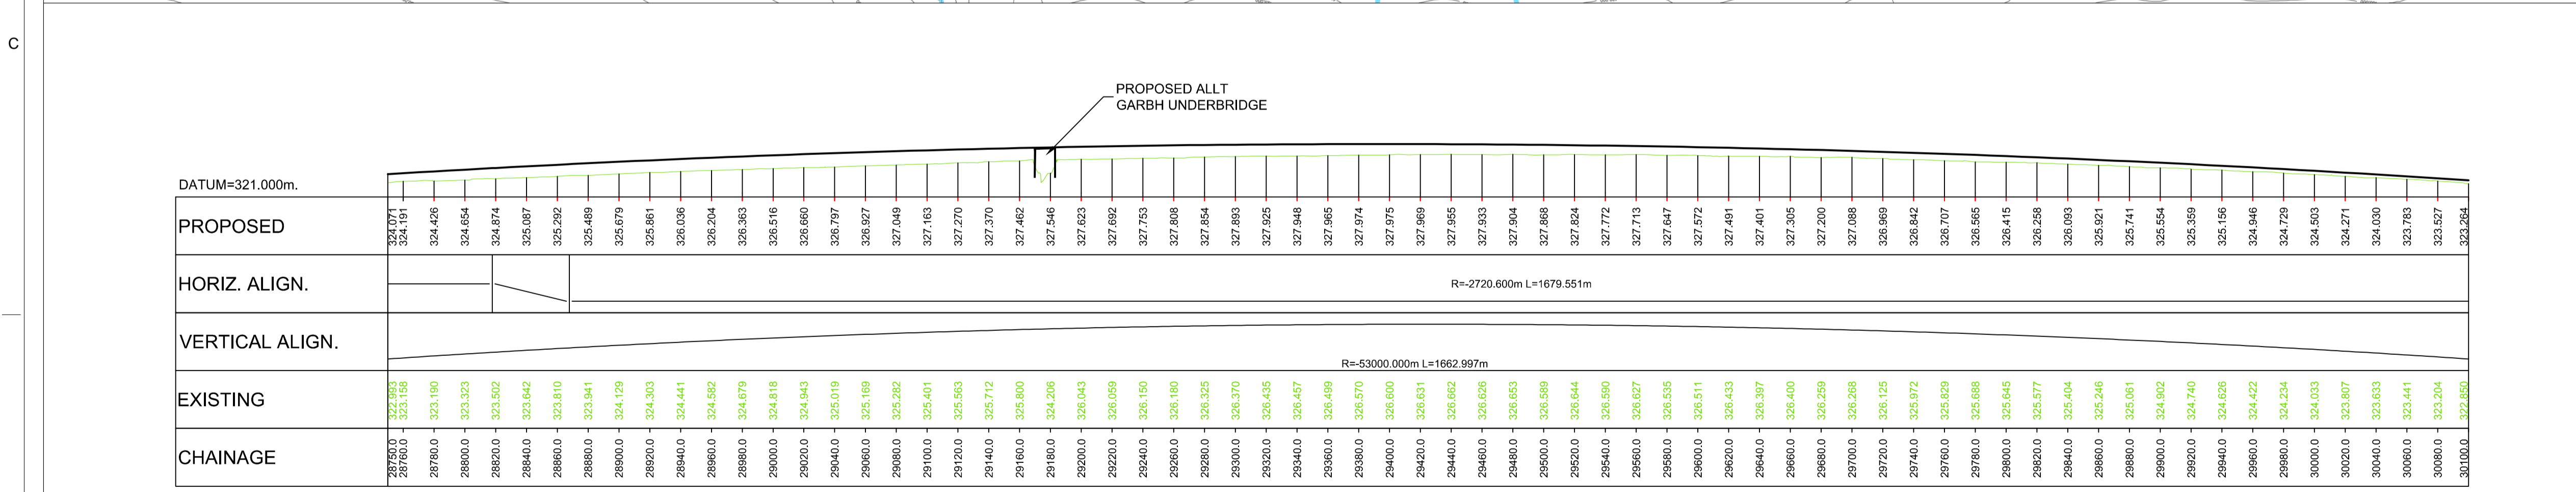 C
PROPOSED ALLT
GARBH UNDERBRIDGE
DATUM=321.000m.
PROPOSED
324.071 324.191 324.426 324.654 324.874 325.087 325.292 325.489 325.679 325.861 326.036 326.204 326.363 326.516 326.660 326.797 326.927 327.049 327.163 327.270 327.370 327.462 327.546 327.623 327.692 327.753 327.808 327.854 327.893 327.925 327.948 327.965 327.974 327.975 327.969 327.955 327.933 327.904 327.868 327.824 327.772 327.713 327.647 327.572 327.491 327.401 327.305 327.200 327.088 326.969 326.842 326.707 326.565 326.415 326.258 326.093 325.921 325.741 325.554 325.359 325.156 324.946 324.729 324.503 324.271 324.030 323.783 323.527 323.264
HORIZ. ALIGN.
R=-2720.600m L=1679.551m
VERTICAL ALIGN.
R=-53000.000m L=1662.997m
EXISTING
322.993 323.158 323.190 323.323 323.502 323.642 323.810 323.941 324.129 324.303 324.441 324.582 324.679 324.818 324.943 325.019 325.169 325.282 325.401 325.563 325.712 325.800 324.206 326.043 326.059 326.150 326.180 326.325 326.370 326.435 326.457 326.499 326.570 326.600 326.631 326.662 326.626 326.653 326.589 326.644 326.590 326.627 326.535 326.511 326.433 326.397 326.400 326.259 326.268 326.125 325.972 325.829 325.688 325.645 325.577 325.404 325.246 325.061 324.902 324.740 324.626 324.422 324.234 324.033 323.807 323.633 323.441 323.204 322.850
CHAINAGE
28750.0 28760.0 28780.0 28800.0 28820.0 28840.0 28860.0 28880.0 28900.0 28920.0 28940.0 28960.0 28980.0 29000.0 29020.0 29040.0 29060.0 29080.0 29100.0 29120.0 29140.0 29160.0 29180.0 29200.0 29220.0 29240.0 29260.0 29280.0 29300.0 29320.0 29340.0 29360.0 29380.0 29400.0 29420.0 29440.0 29460.0 29480.0 29500.0 29520.0 29540.0 29560.0 29580.0 29600.0 29620.0 29640.0 29660.0 29680.0 29700.0 29720.0 29740.0 29760.0 29780.0 29800.0 29820.0 29840.0 29860.0 29880.0 29900.0 29920.0 29940.0 29960.0 29980.0 30000.0 30020.0 30040.0 30060.0 30080.0 30100.0